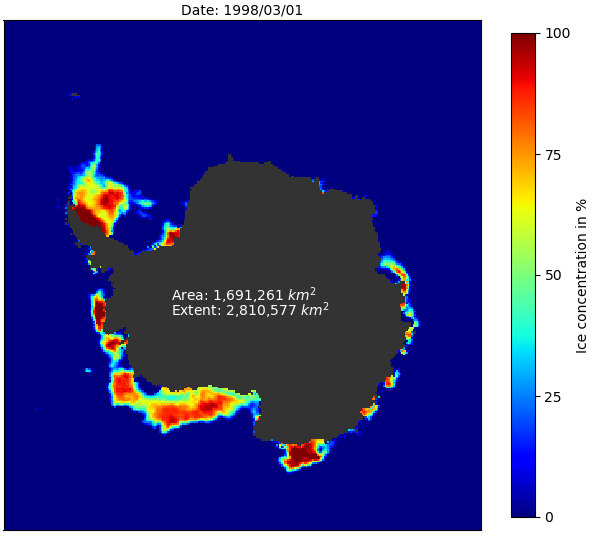 Date: 1998/03/01
100
75
50
25
0
Ice concentration in %
Area: 1,691,261 km²
Extent: 2,810,577 km²